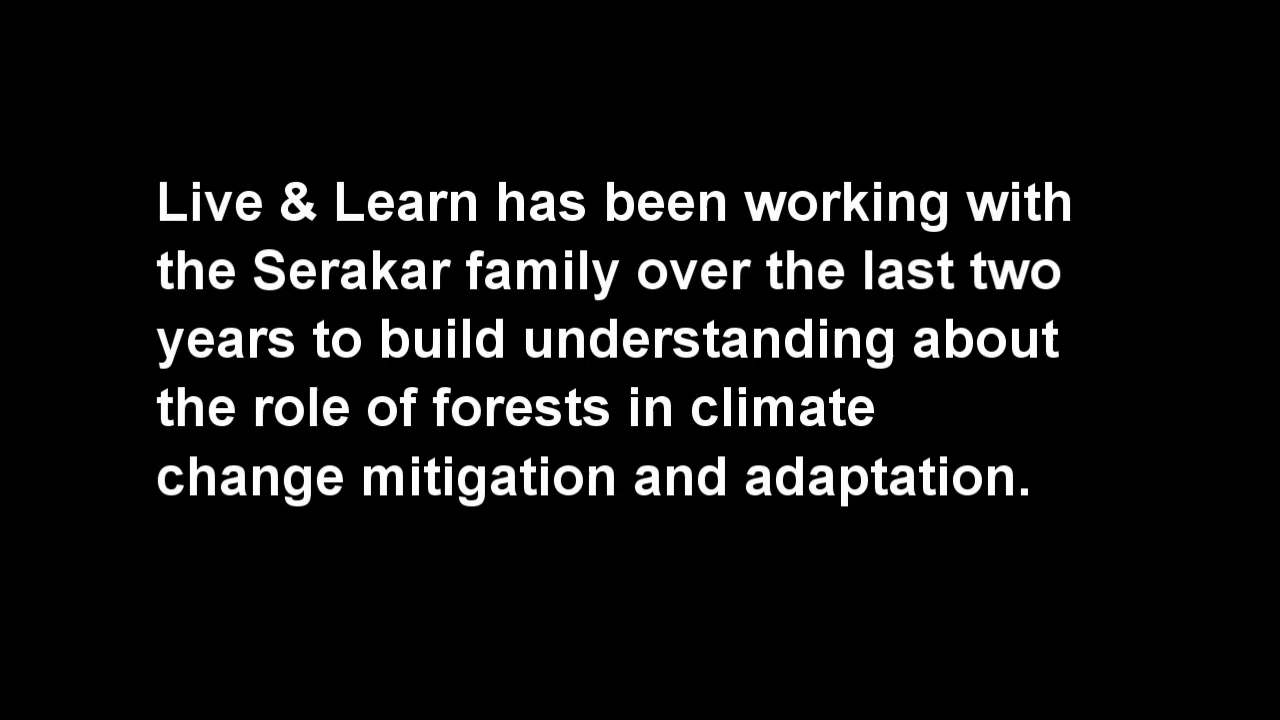 Live & Learn has been working with
the Serakar family over the last two
years to build understanding about
the role of forests in climate
change mitigation and adaptation.